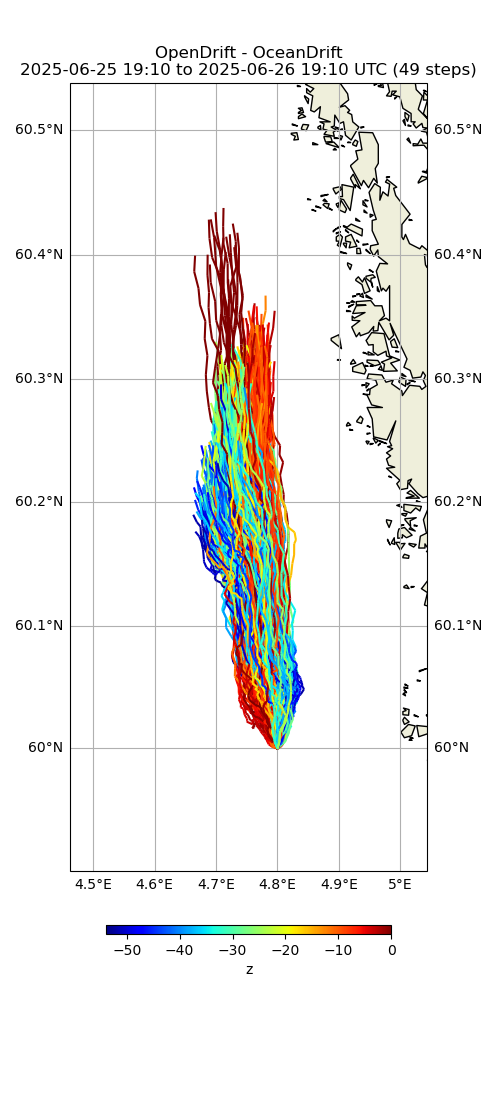 OpenDrift - OceanDrift
2025-06-25 19:10 to 2025-06-26 19:10 UTC (49 steps)
60.5°N 60.5°N
60.4°N 60.4°N
60.3°N 60.3°N
60.2°N 60.2°N
60.1°N 60.1°N
60°N 60°N
4.5°E 4.6°E 4.7°E 4.8°E 4.9°E 5°E
−50 −40 −30 −20 −10 0
z